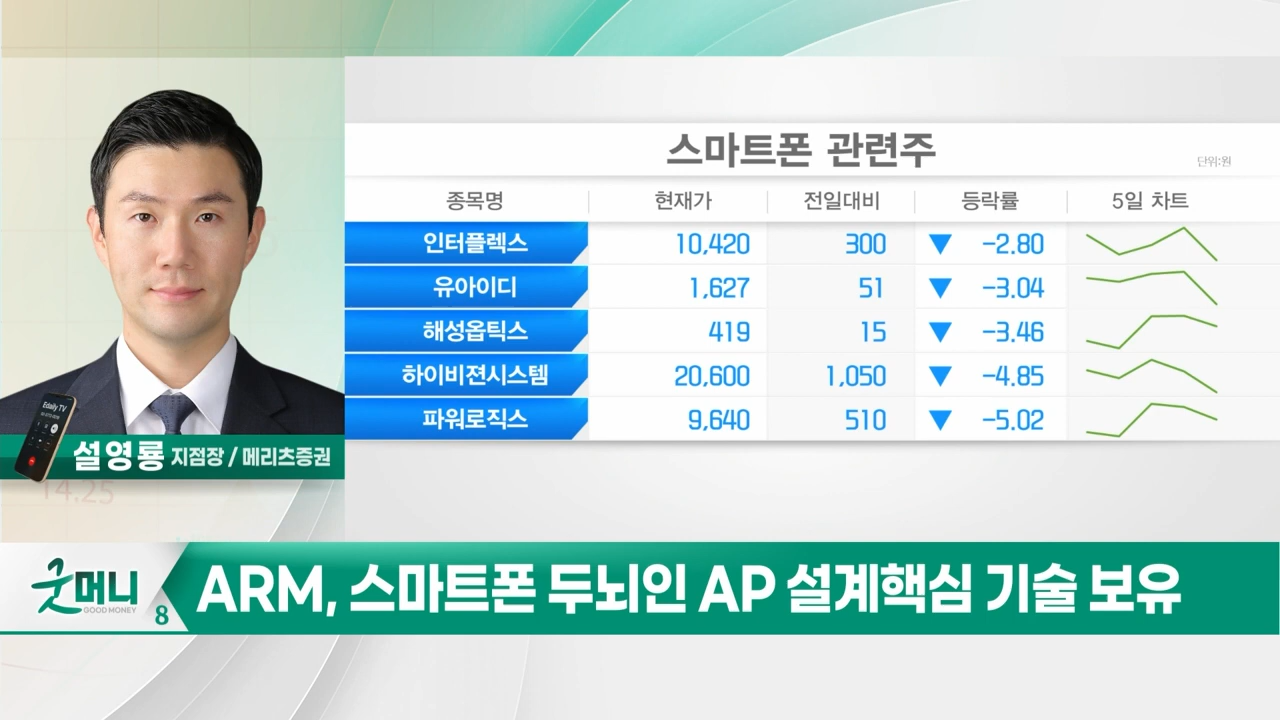 스마트폰 관련주
단위:원
종목명 현재가 전일대비 등락률 5일 차트
인터플렉스 10,420 300 ▼ -2.80
유아이디 1,627 51 ▼ -3.04
해성옵틱스 419 15 ▼ -3.46
하이비젼시스템 20,600 1,050 ▼ -4.85
파워로직스 9,640 510 ▼ -5.02
Edaily TV
설영룡 지점장 / 메리츠증권
14.25
굿머니
GOOD MONEY
8
ARM, 스마트폰 두뇌인 AP 설계핵심 기술 보유